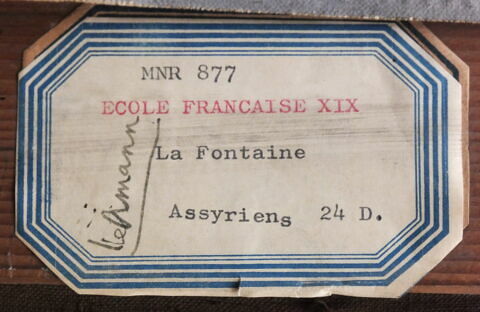 MNR 877
ECOLE FRANCAISE XIX
La Fontaine
Assyriens 24 D.